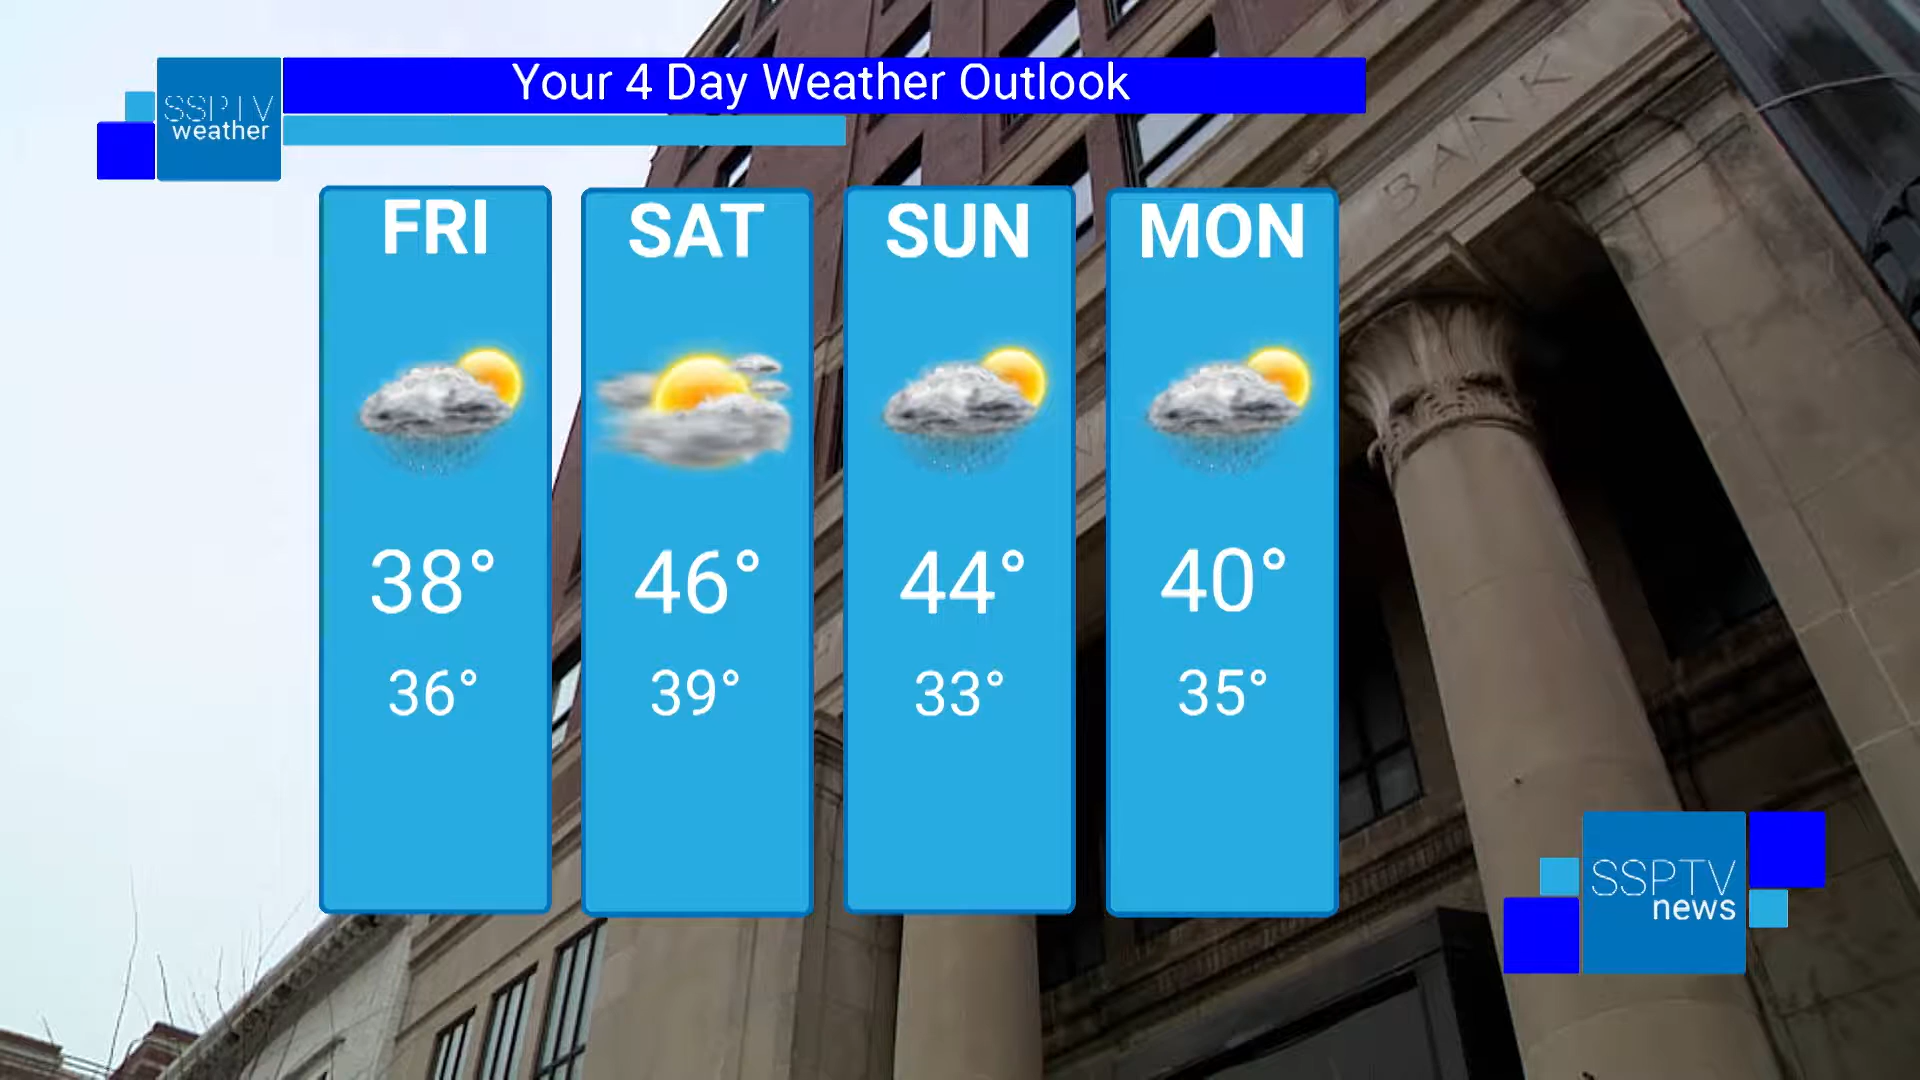 Your 4 Day Weather Outlook
SSPTV
weather
FRI
SAT
SUN
MON
38°
46°
44°
40°
36°
39°
33°
35°
BANK
SSPTV
news